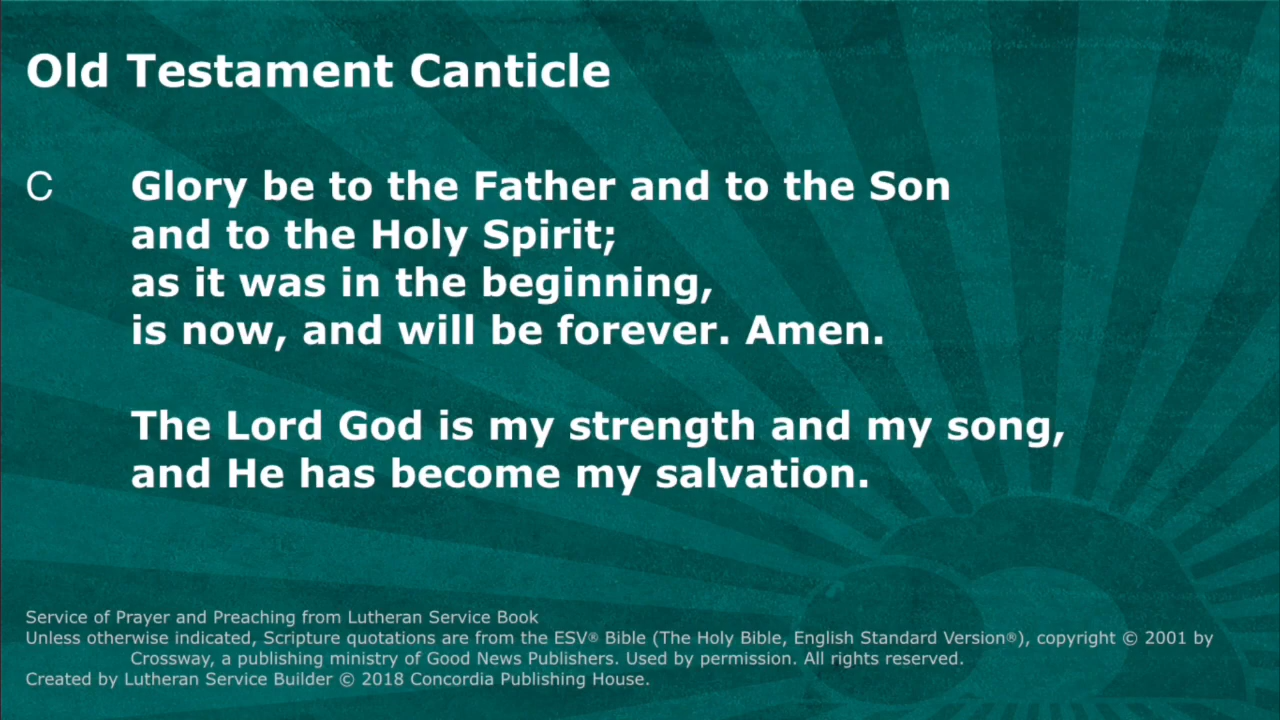 Old Testament Canticle
C Glory be to the Father and to the Son
and to the Holy Spirit;
as it was in the beginning,
is now, and will be forever. Amen.
The Lord God is my strength and my song,
and He has become my salvation.
Service of Prayer and Preaching from Lutheran Service Book
Unless otherwise indicated, Scripture quotations are from the ESV® Bible (The Holy Bible, English Standard Version®), copyright © 2001 by
Crossway, a publishing ministry of Good News Publishers. Used by permission. All rights reserved.
Created by Lutheran Service Builder © 2018 Concordia Publishing House.